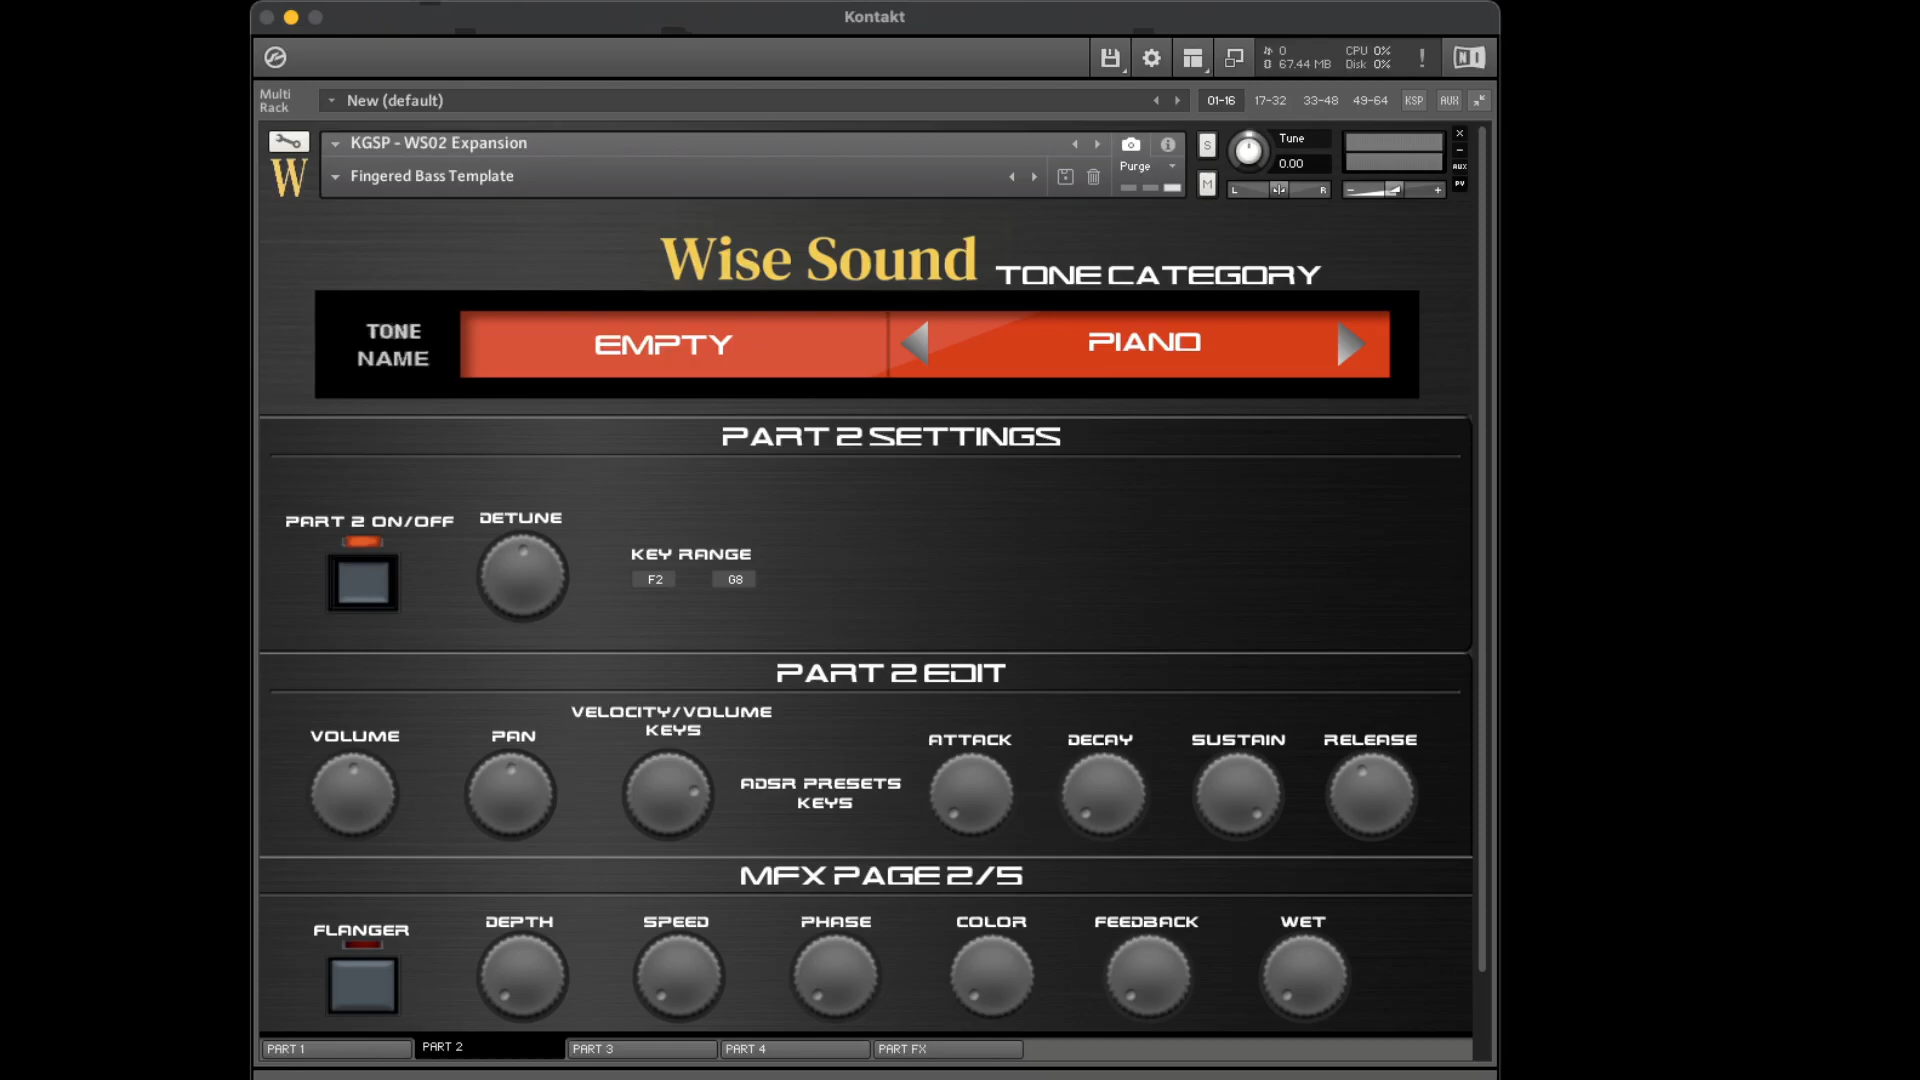 Kontakt
0
67.44 MB
CPU 0%
Disk 0%
!
NI
Multi
Rack
New (default)
01-16
17-32
33-48
49-64
KSP
AUX
KGSP - WS02 Expansion
Purge
S
Tune
0.00
x
W
Fingered Bass Template
M
L
R
-
+
AUX
PV
Wise Sound
TONE CATEGORY
TONE
NAME
EMPTY
PIANO
PART 2 SETTINGS
PART 2 ON/OFF
DETUNE
KEY RANGE
F2
G8
PART 2 EDIT
VOLUME
PAN
VELOCITY/VOLUME
KEYS
ADSR PRESETS
KEYS
ATTACK
DECAY
SUSTAIN
RELEASE
MFX PAGE 2/5
FLANGER
DEPTH
SPEED
PHASE
COLOR
FEEDBACK
WET
PART 1
PART 2
PART 3
PART 4
PART FX